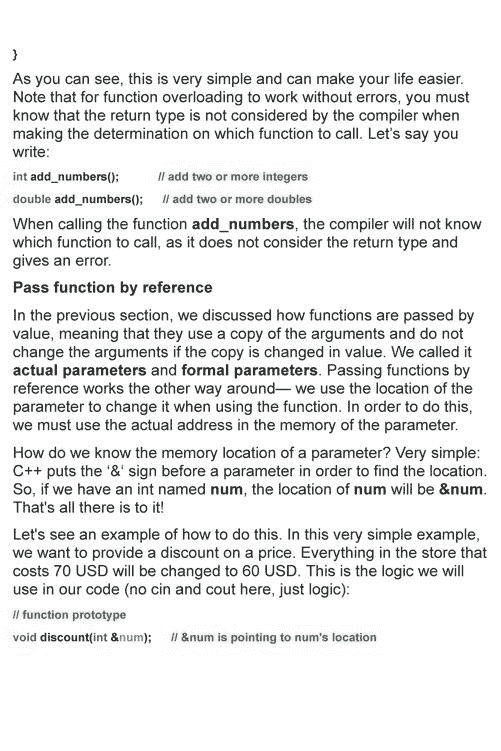 }
As you can see, this is very simple and can make your life easier.
Note that for function overloading to work without errors, you must
know that the return type is not considered by the compiler when
making the determination on which function to call. Let’s say you
write:
int add_numbers(); // add two or more integers
double add_numbers(); // add two or more doubles
When calling the function add_numbers, the compiler will not know
which function to call, as it does not consider the return type and
gives an error.
Pass function by reference
In the previous section, we discussed how functions are passed by
value, meaning that they use a copy of the arguments and do not
change the arguments if the copy is changed in value. We called it
actual parameters and formal parameters. Passing functions by
reference works the other way around— we use the location of the
parameter to change it when using the function. In order to do this,
we must use the actual address in the memory of the parameter.
How do we know the memory location of a parameter? Very simple:
C++ puts the ‘&‘ sign before a parameter in order to find the location.
So, if we have an int named num, the location of num will be &num.
That's all there is to it!
Let's see an example of how to do this. In this very simple example,
we want to provide a discount on a price. Everything in the store that
costs 70 USD will be changed to 60 USD. This is the logic we will
use in our code (no cin and cout here, just logic):
// function prototype
void discount(int &num); // &num is pointing to num's location